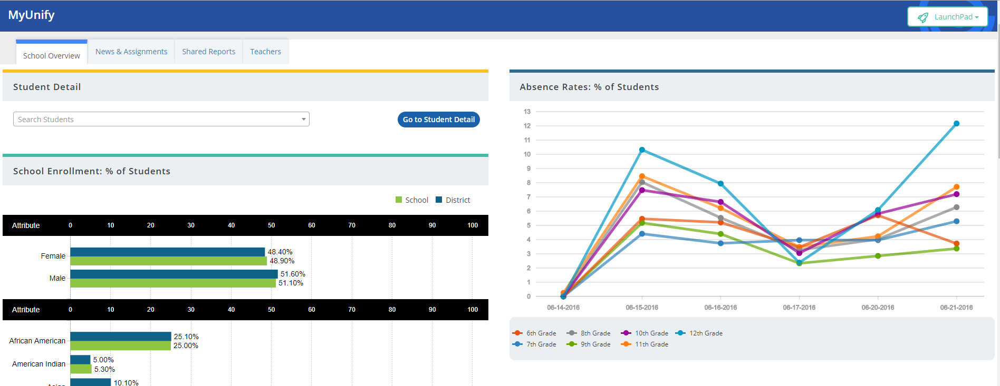 MyUnify
LaunchPad
School Overview
News & Assignments
Shared Reports
Teachers
Student Detail
Search Students
Go to Student Detail
School Enrollment: % of Students
School
District
Attribute 0 10 20 30 40 50 60 70 80 90 100
Female
48.40%
48.90%
Male
51.60%
51.10%
Attribute 0 10 20 30 40 50 60 70 80 90 100
African American
25.10%
25.00%
American Indian
5.00%
5.30%
10.10%
Absence Rates: % of Students
13
12
11
10
9
8
7
6
5
4
3
2
1
0
06-14-2016 06-15-2016 06-16-2016 06-17-2016 06-20-2016 06-21-2016
6th Grade 8th Grade 10th Grade 12th Grade
7th Grade 9th Grade 11th Grade